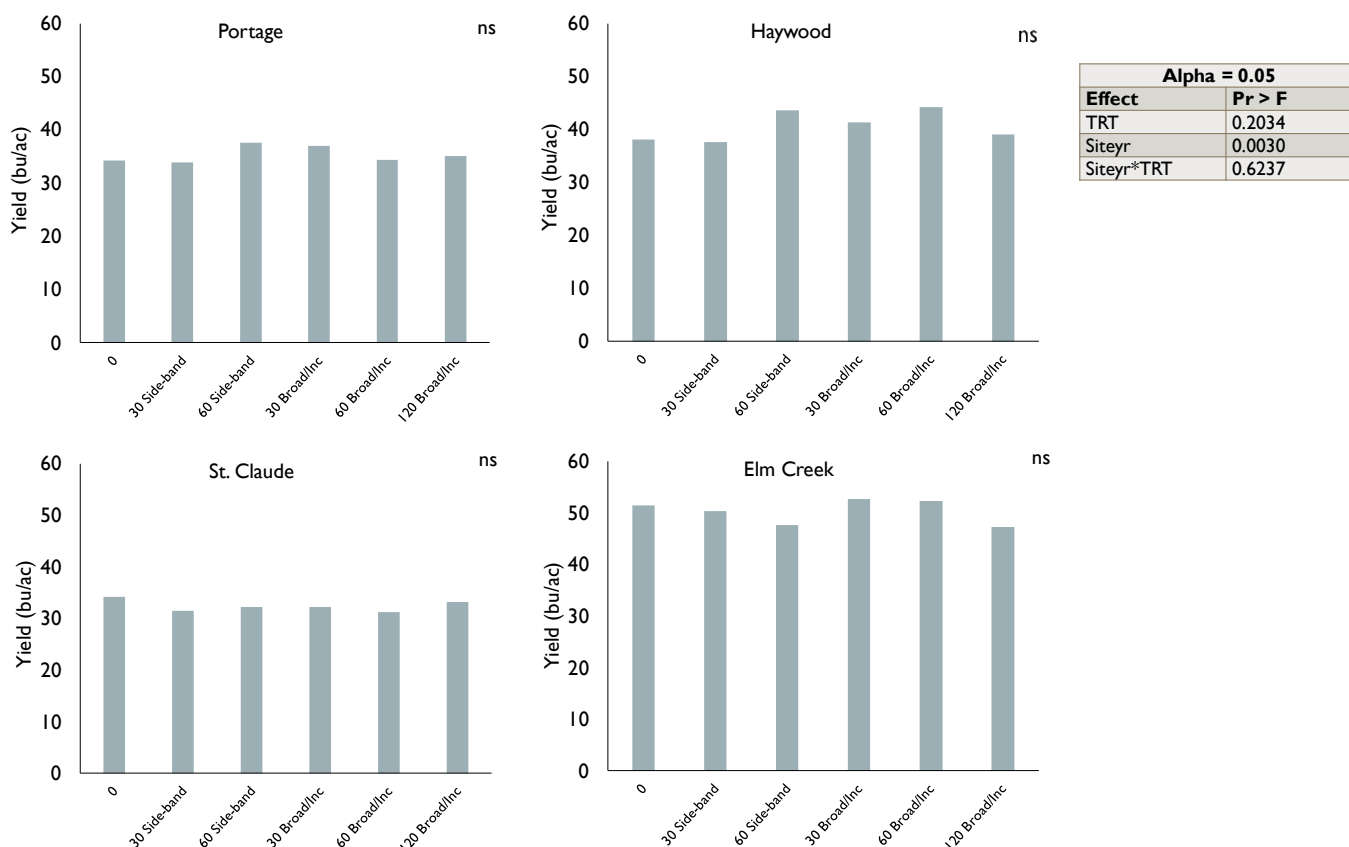 Portage
ns
Yield (bu/ac)
60
50
40
30
20
10
0
0
30 Side-band
60 Side-band
30 Broad/Inc
60 Broad/Inc
120 Broad/Inc
Haywood
ns
Yield (bu/ac)
60
50
40
30
20
10
0
0
30 Side-band
60 Side-band
30 Broad/Inc
60 Broad/Inc
120 Broad/Inc
Alpha = 0.05
Effect Pr > F
TRT 0.2034
Siteyr 0.0030
Siteyr*TRT 0.6237
St. Claude
ns
Yield (bu/ac)
60
50
40
30
20
10
0
0
30 Side-band
60 Side-band
30 Broad/Inc
60 Broad/Inc
120 Broad/Inc
Elm Creek
ns
Yield (bu/ac)
60
50
40
30
20
10
0
0
30 Side-band
60 Side-band
30 Broad/Inc
60 Broad/Inc
120 Broad/Inc